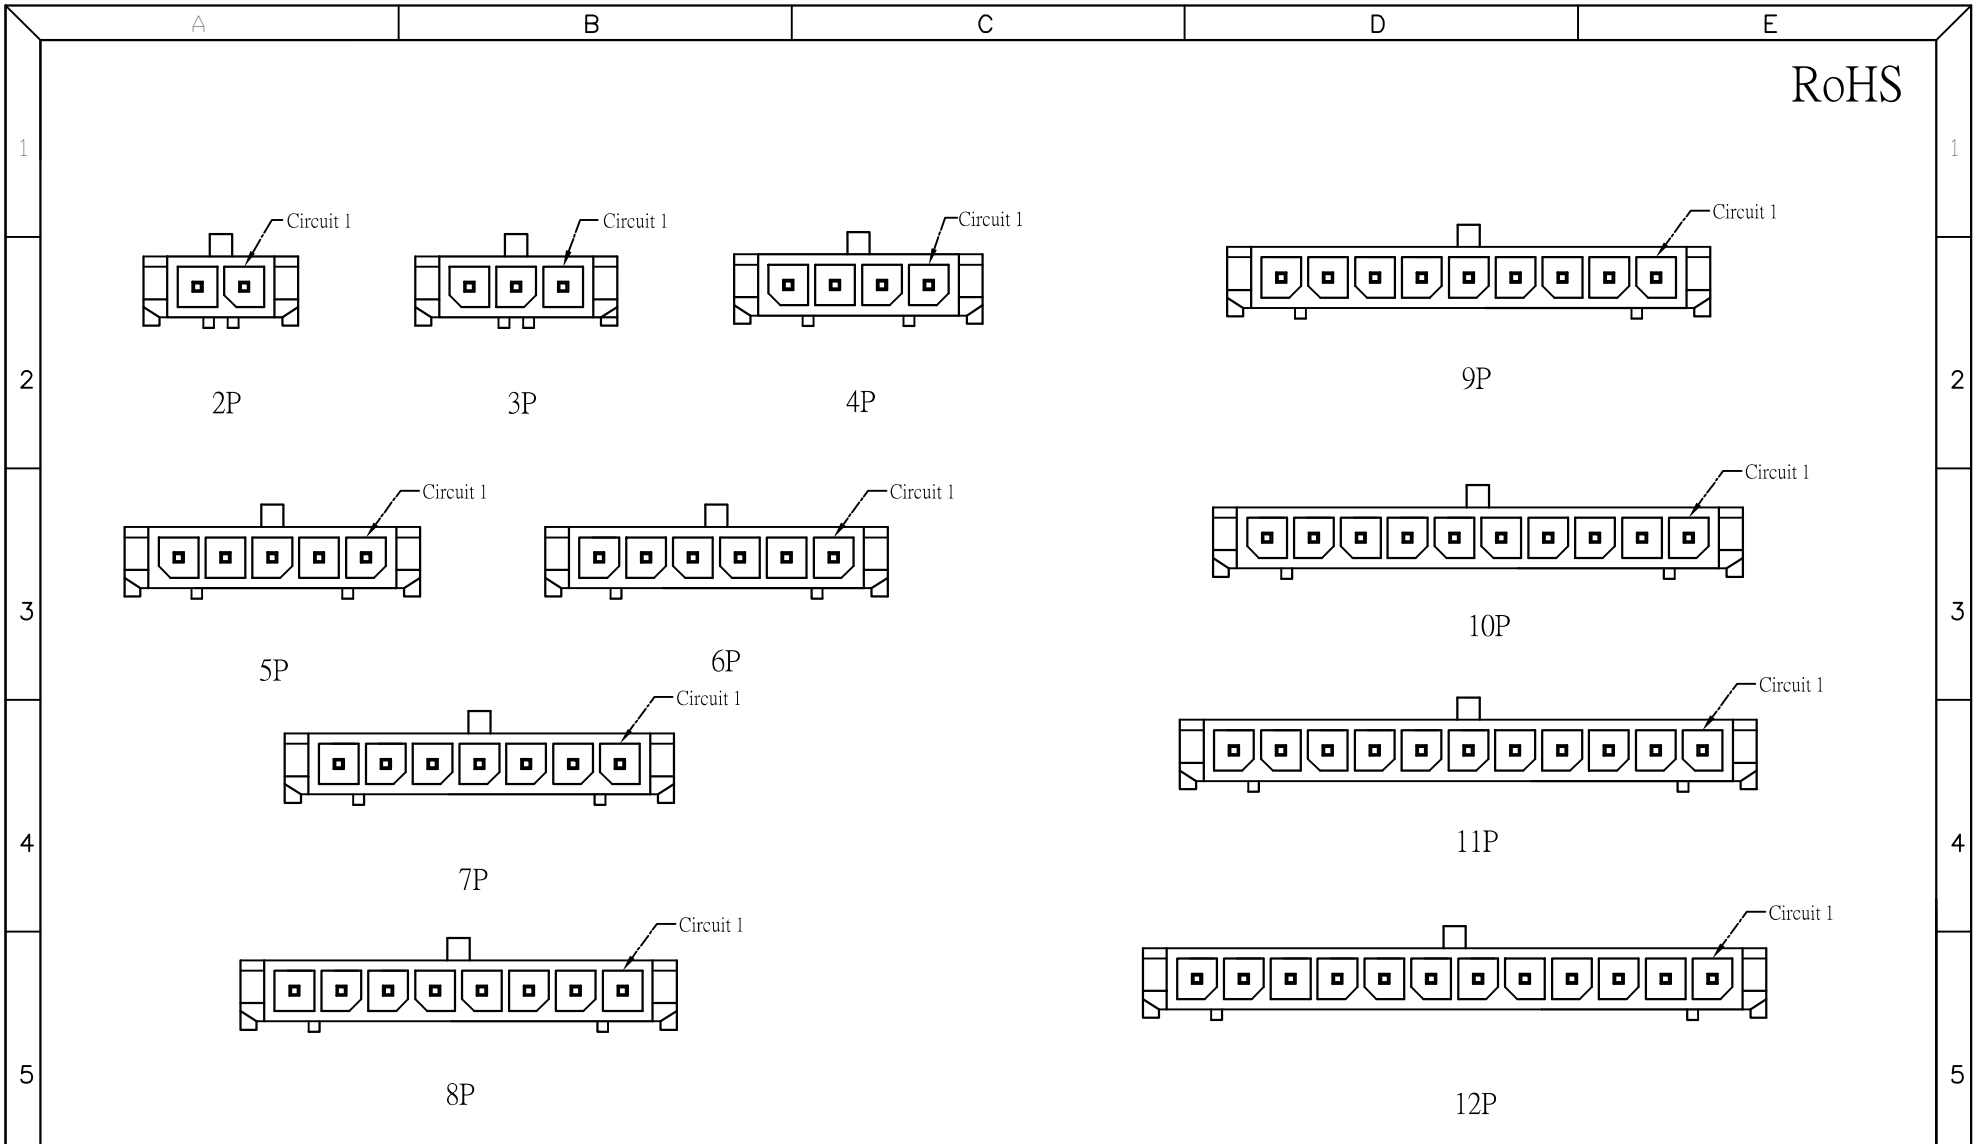 A B C D E
RoHS
1 1
Circuit 1 Circuit 1 Circuit 1 Circuit 1
2 2
2P 3P 4P 9P
Circuit 1 Circuit 1 Circuit 1
3 3
5P 6P 10P
Circuit 1 Circuit 1
4 4
7P 11P
Circuit 1 Circuit 1
5 5
8P 12P